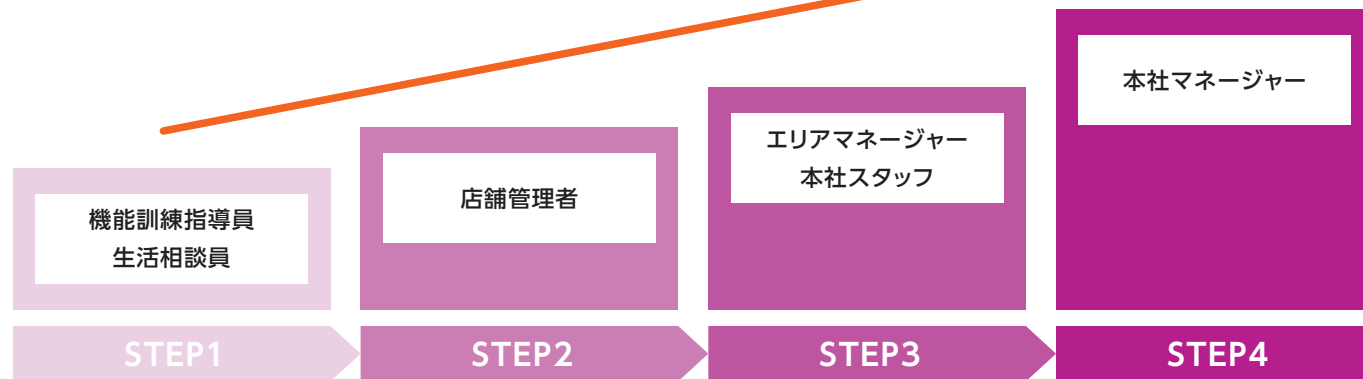 機能訓練指導員
生活相談員
店舗管理者
エリアマネージャー
本社スタッフ
本社マネージャー
STEP1
STEP2
STEP3
STEP4